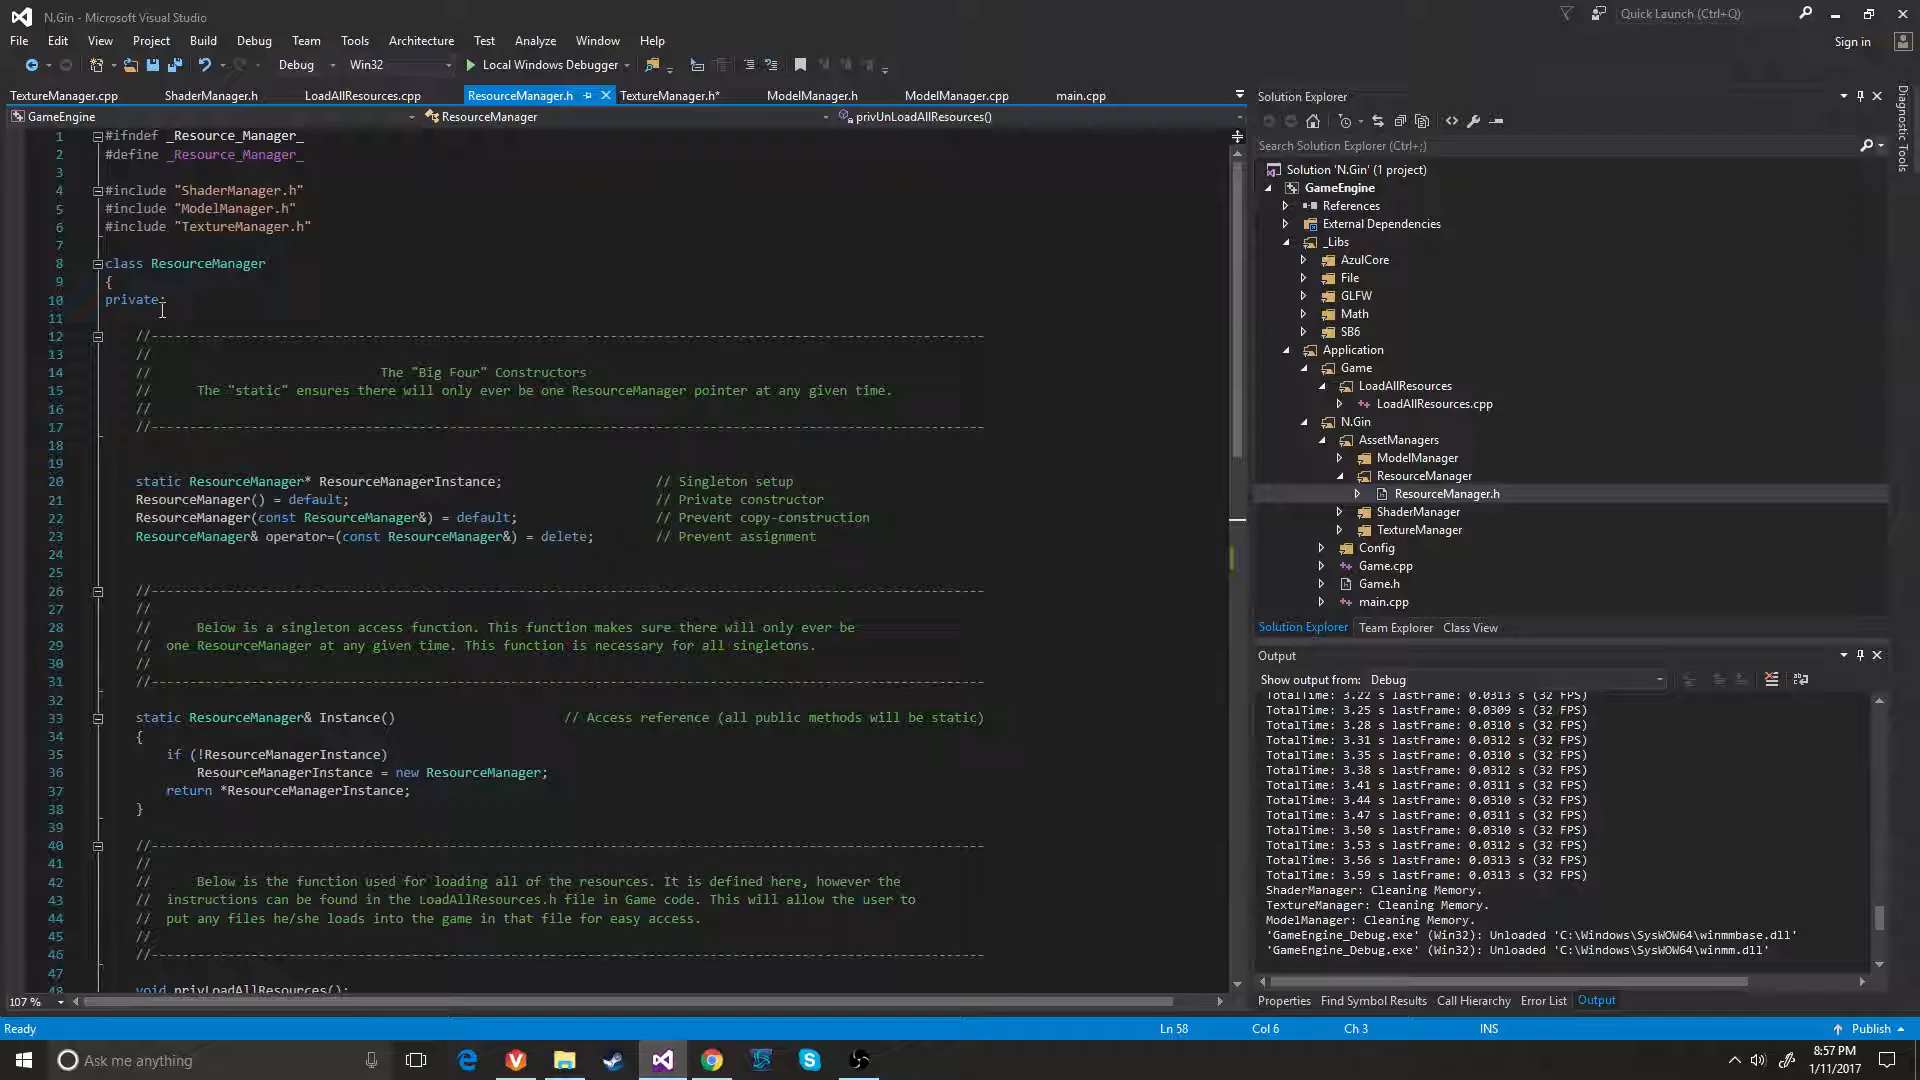 N.Gin - Microsoft Visual Studio
Quick Launch (Ctrl+Q)
File Edit View Project Build Debug Team Tools Architecture Test Analyze Window Help
Sign in
Debug Win32 Local Windows Debugger
TextureManager.cpp ShaderManager.h LoadAllResources.cpp ResourceManager.h TextureManager.h* ModelManager.h ModelManager.cpp main.cpp
GameEngine ResourceManager privUnLoadAllResources()
1 #ifndef _Resource_Manager_
2 #define _Resource_Manager_
3
4 #include "ShaderManager.h"
5 #include "ModelManager.h"
6 #include "TextureManager.h"
7
8 class ResourceManager
9 {
10 private:
11
12 //-------------------------------------------------------------------------------------------------------------
13 //
14 // The "Big Four" Constructors
15 // The "static" ensures there will only ever be one ResourceManager pointer at any given time.
16 //
17 //-------------------------------------------------------------------------------------------------------------
18
19
20 static ResourceManager* ResourceManagerInstance; // Singleton setup
21 ResourceManager() = default; // Private constructor
22 ResourceManager(const ResourceManager&) = default; // Prevent copy-construction
23 ResourceManager& operator=(const ResourceManager&) = delete; // Prevent assignment
24
25
26 //-------------------------------------------------------------------------------------------------------------
27 //
28 // Below is a singleton access function. This function makes sure there will only ever be
29 // one ResourceManager at any given time. This function is necessary for all singletons.
30 //
31 //-------------------------------------------------------------------------------------------------------------
32
33 static ResourceManager& Instance() // Access reference (all public methods will be static)
34 {
35 if (!ResourceManagerInstance)
36 ResourceManagerInstance = new ResourceManager;
37 return *ResourceManagerInstance;
38 }
39
40 //-------------------------------------------------------------------------------------------------------------
41 //
42 // Below is the function used for loading all of the resources. It is defined here, however the
43 // instructions can be found in the LoadAllResources.h file in Game code. This will allow the user to
44 // put any files he/she loads into the game in that file for easy access.
45 //
46 //-------------------------------------------------------------------------------------------------------------
47
48 void privLoadAllResources();
107 %
Solution Explorer
Search Solution Explorer (Ctrl+;)
Solution 'N.Gin' (1 project)
GameEngine
References
External Dependencies
_Libs
AzulCore
File
GLFW
Math
SB6
Application
Game
LoadAllResources
LoadAllResources.cpp
N.Gin
AssetManagers
ModelManager
ResourceManager
ResourceManager.h
ShaderManager
TextureManager
Config
Game.cpp
Game.h
main.cpp
Solution Explorer Team Explorer Class View
Diagnostic Tools
Output
Show output from: Debug
TotalTime: 3.22 s lastFrame: 0.0313 s (32 FPS)
TotalTime: 3.25 s lastFrame: 0.0309 s (32 FPS)
TotalTime: 3.28 s lastFrame: 0.0310 s (32 FPS)
TotalTime: 3.31 s lastFrame: 0.0312 s (32 FPS)
TotalTime: 3.35 s lastFrame: 0.0310 s (32 FPS)
TotalTime: 3.38 s lastFrame: 0.0312 s (32 FPS)
TotalTime: 3.41 s lastFrame: 0.0311 s (32 FPS)
TotalTime: 3.44 s lastFrame: 0.0310 s (32 FPS)
TotalTime: 3.47 s lastFrame: 0.0311 s (32 FPS)
TotalTime: 3.50 s lastFrame: 0.0310 s (32 FPS)
TotalTime: 3.53 s lastFrame: 0.0312 s (32 FPS)
TotalTime: 3.56 s lastFrame: 0.0313 s (32 FPS)
TotalTime: 3.59 s lastFrame: 0.0313 s (32 FPS)
ShaderManager: Cleaning Memory.
TextureManager: Cleaning Memory.
ModelManager: Cleaning Memory.
'GameEngine_Debug.exe' (Win32): Unloaded 'C:\Windows\SysWOW64\winmmbase.dll'
'GameEngine_Debug.exe' (Win32): Unloaded 'C:\Windows\SysWOW64\winmm.dll'
Properties Find Symbol Results Call Hierarchy Error List Output
Ready Ln 58 Col 6 Ch 3 INS Publish
Ask me anything
8:57 PM
1/11/2017